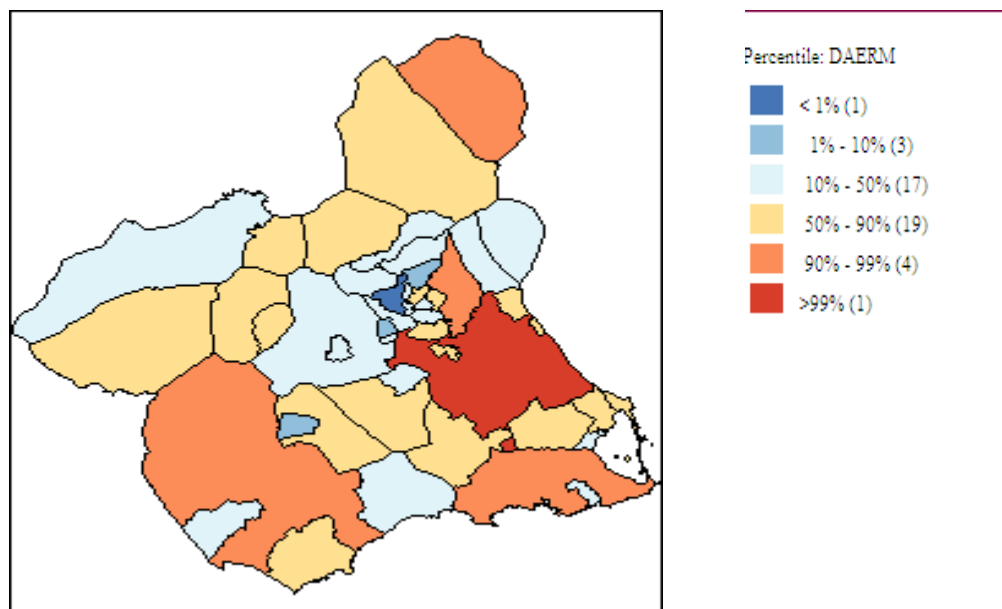 Percentile: DAERM
< 1% (1)
1% - 10% (3)
10% - 50% (17)
50% - 90% (19)
90% - 99% (4)
>99% (1)